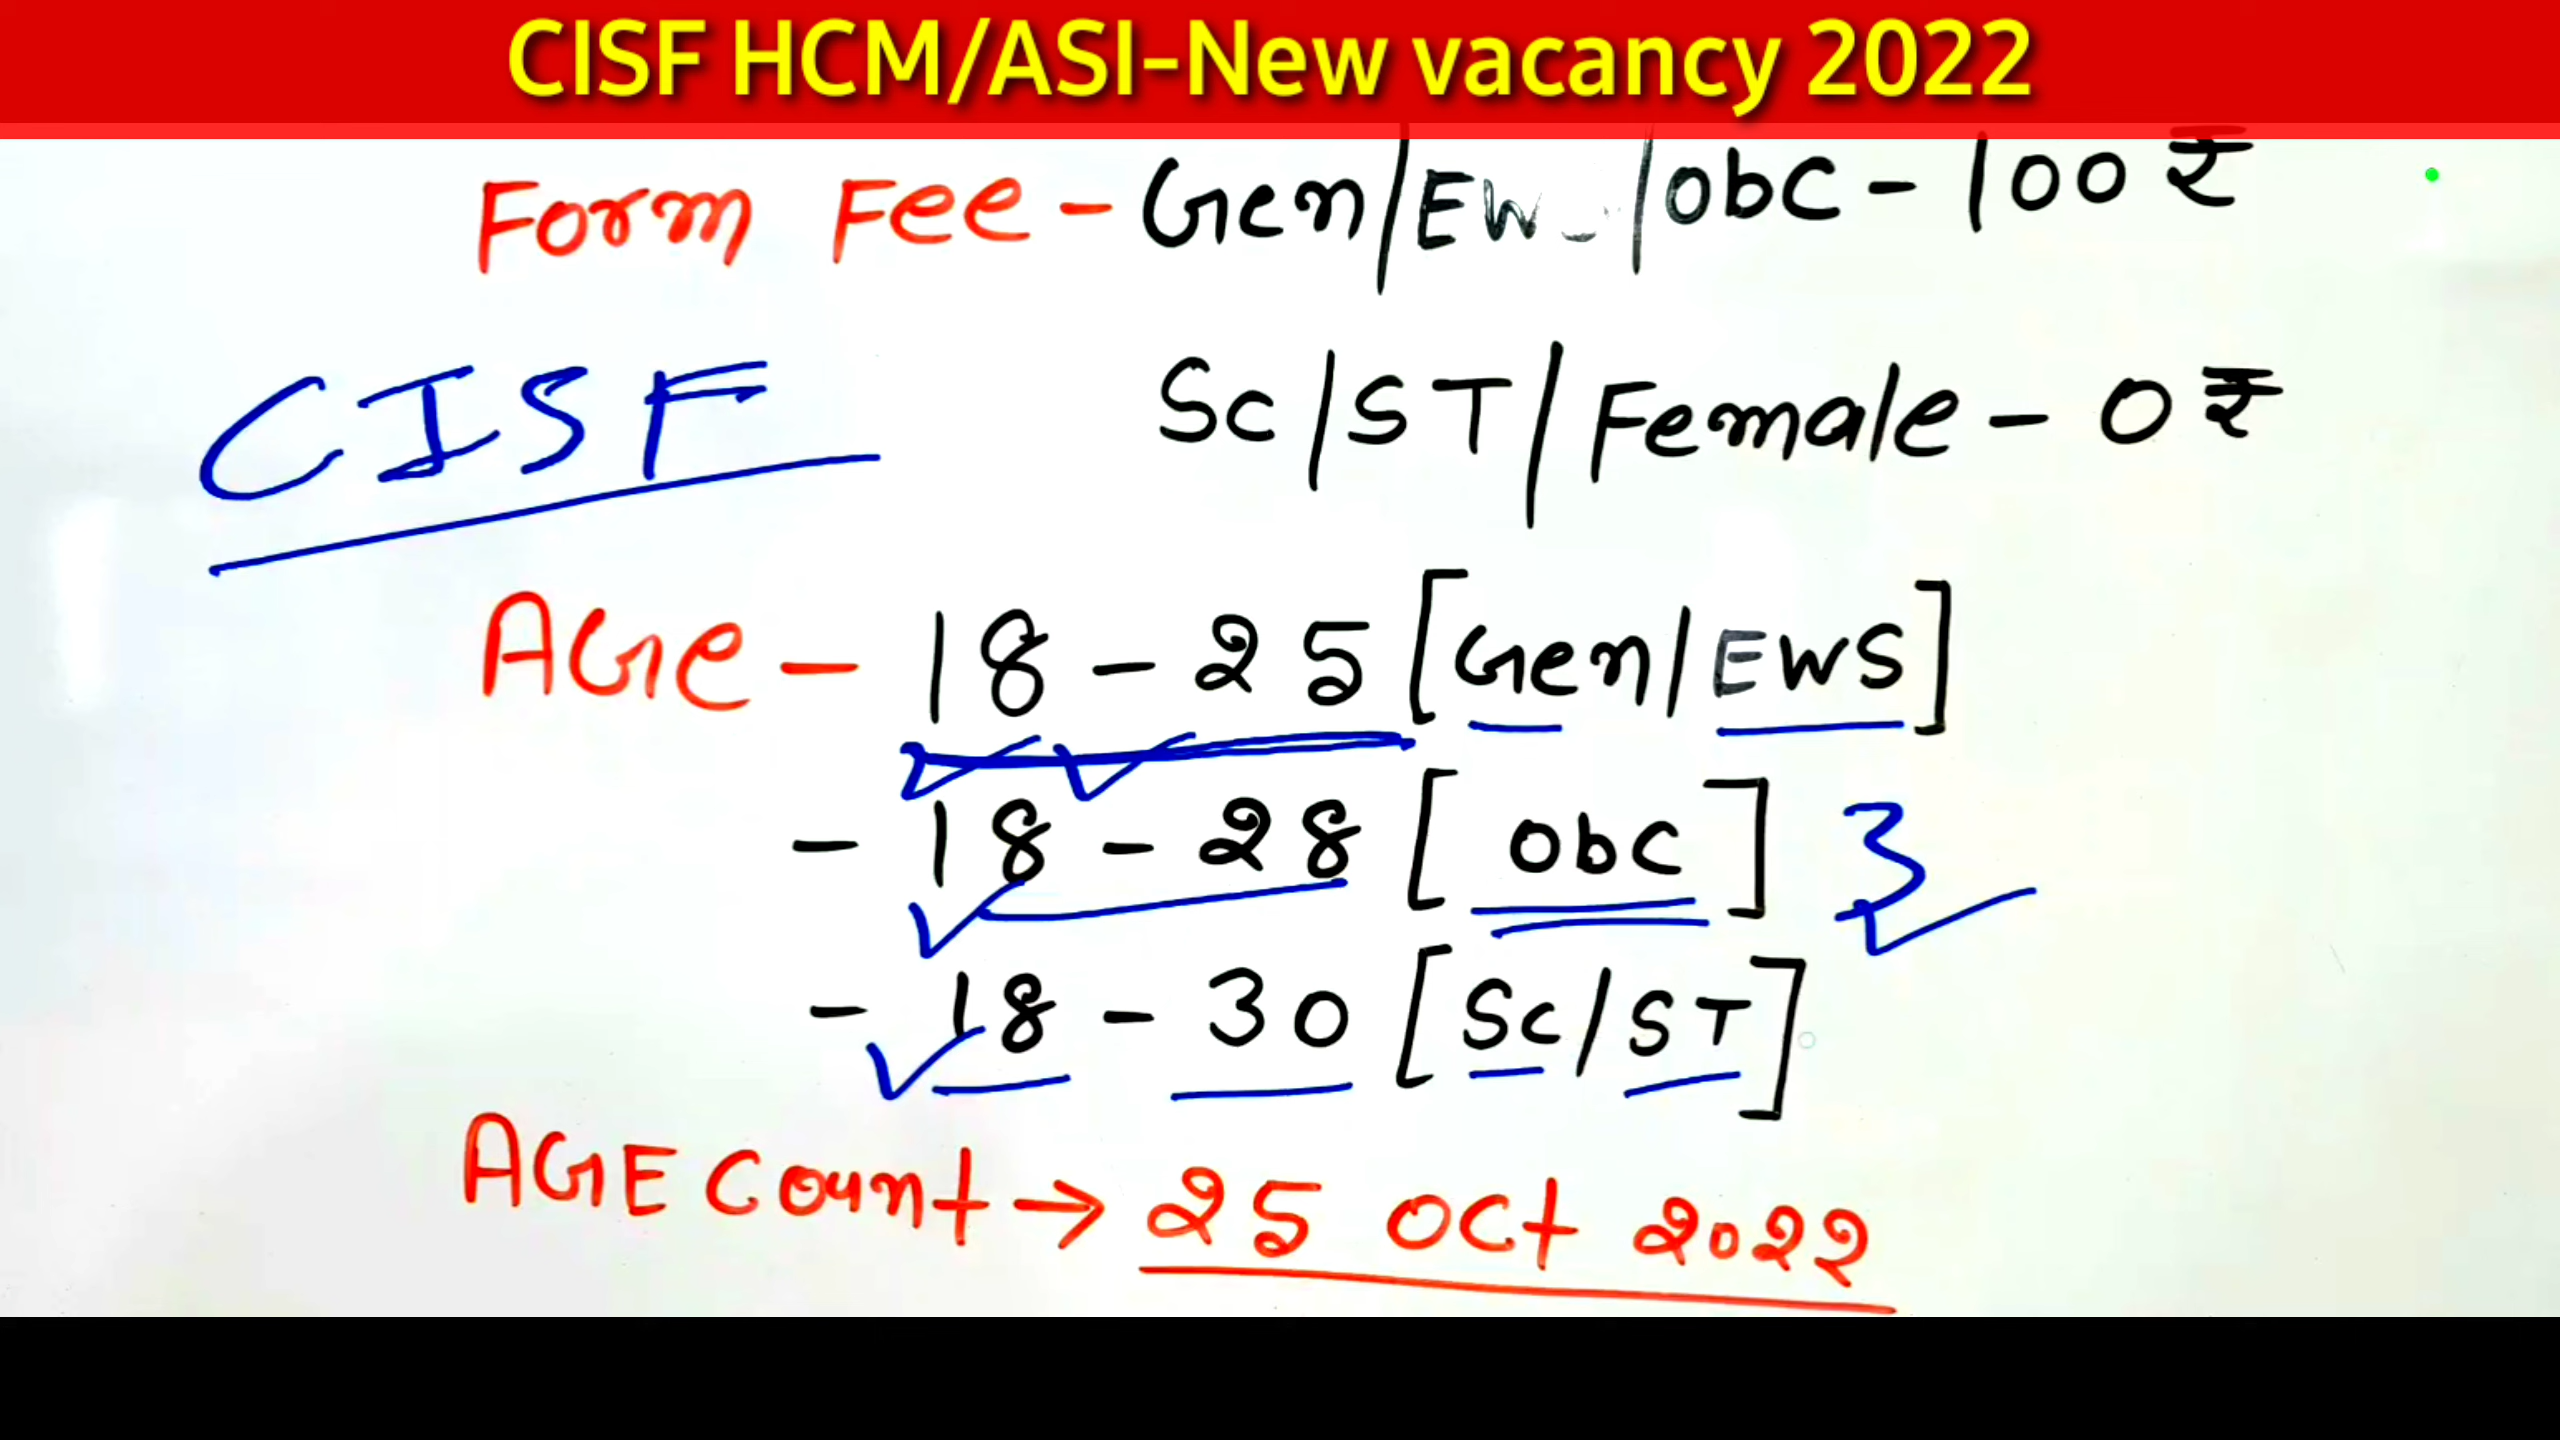 CISF HCM/ASI-New vacancy 2022
Form Fee - Gen/EW /ObC - 100 ₹
CISF
SC/ST/Female - 0 ₹
AGe - 18 - 25 [Gen/EWS]
- 18 - 28 [ObC] 3
- 18 - 30 [SC/ST]
AGE Count → 25 Oct 2022